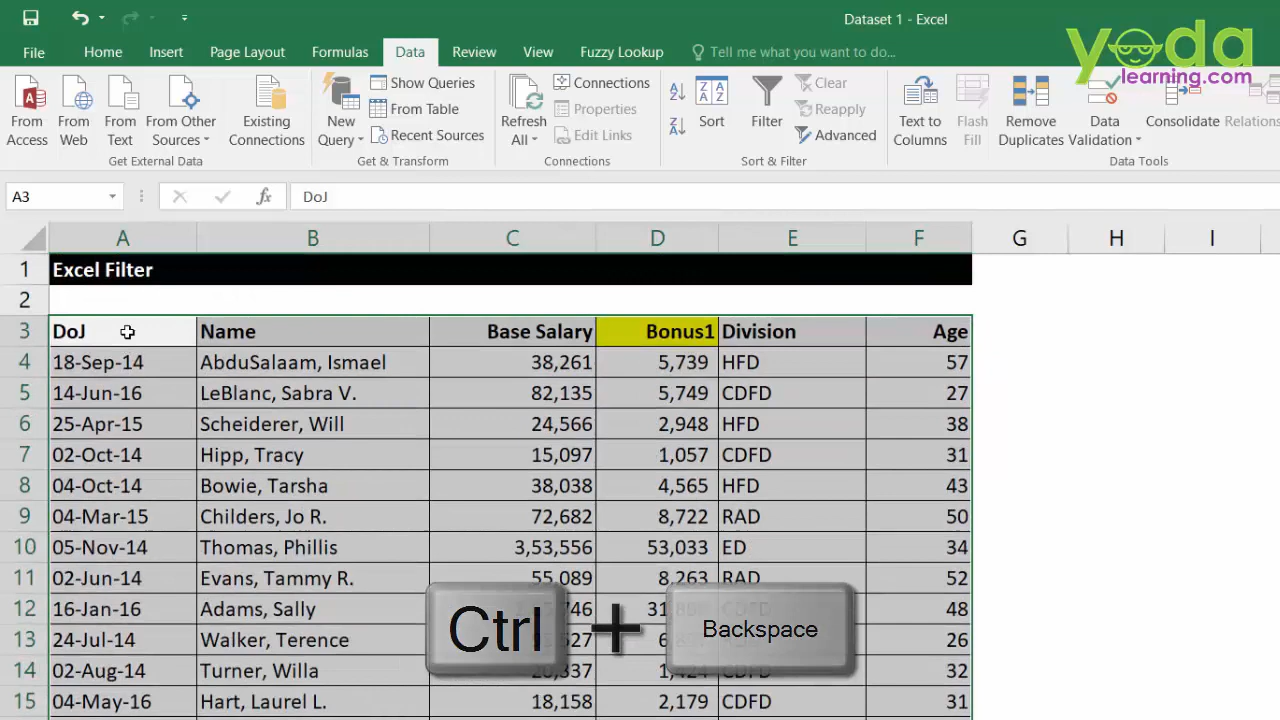 Dataset 1 - Excel
yoda
learning.com
File Home Insert Page Layout Formulas Data Review View Fuzzy Lookup Tell me what you want to do...
From Access
From Web
From Text
From Other Sources
Existing Connections
Get External Data
New Query
Show Queries
From Table
Recent Sources
Get & Transform
Refresh All
Connections
Properties
Edit Links
Connections
Sort
Filter
Clear
Reapply
Advanced
Sort & Filter
Text to Columns
Flash Fill
Remove Duplicates
Data Validation
Consolidate
Relations
Data Tools
A3 fx DoJ
A B C D E F G H I
1 Excel Filter
2
3 DoJ Name Base Salary Bonus1 Division Age
4 18-Sep-14 AbduSalaam, Ismael 38,261 5,739 HFD 57
5 14-Jun-16 LeBlanc, Sabra V. 82,135 5,749 CDFD 27
6 25-Apr-15 Scheiderer, Will 24,566 2,948 HFD 38
7 02-Oct-14 Hipp, Tracy 15,097 1,057 CDFD 31
8 04-Oct-14 Bowie, Tarsha 38,038 4,565 HFD 43
9 04-Mar-15 Childers, Jo R. 72,682 8,722 RAD 50
10 05-Nov-14 Thomas, Phillis 3,53,556 53,033 ED 34
11 02-Jun-14 Evans, Tammy R. 55,089 8,263 RAD 52
12 16-Jan-16 Adams, Sally 48
13 24-Jul-14 Walker, Terence 26
14 02-Aug-14 Turner, Willa CDFD 32
15 04-May-16 Hart, Laurel L. 18,158 2,179 CDFD 31
Ctrl + Backspace